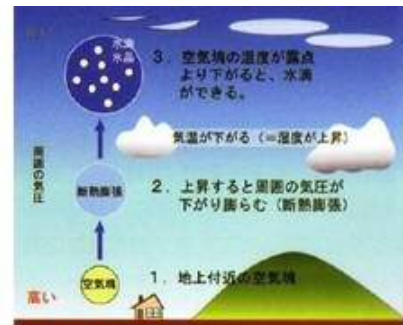 水滴
水晶
3．空気塊の温度が露点
より下がると、水滴
ができる。
気温が下がる（＝湿度が上昇）
周囲の気圧
断熱膨張
2．上昇すると周囲の気圧が
下がり膨らむ（断熱膨張）
空気塊
1．地上付近の空気塊
高い